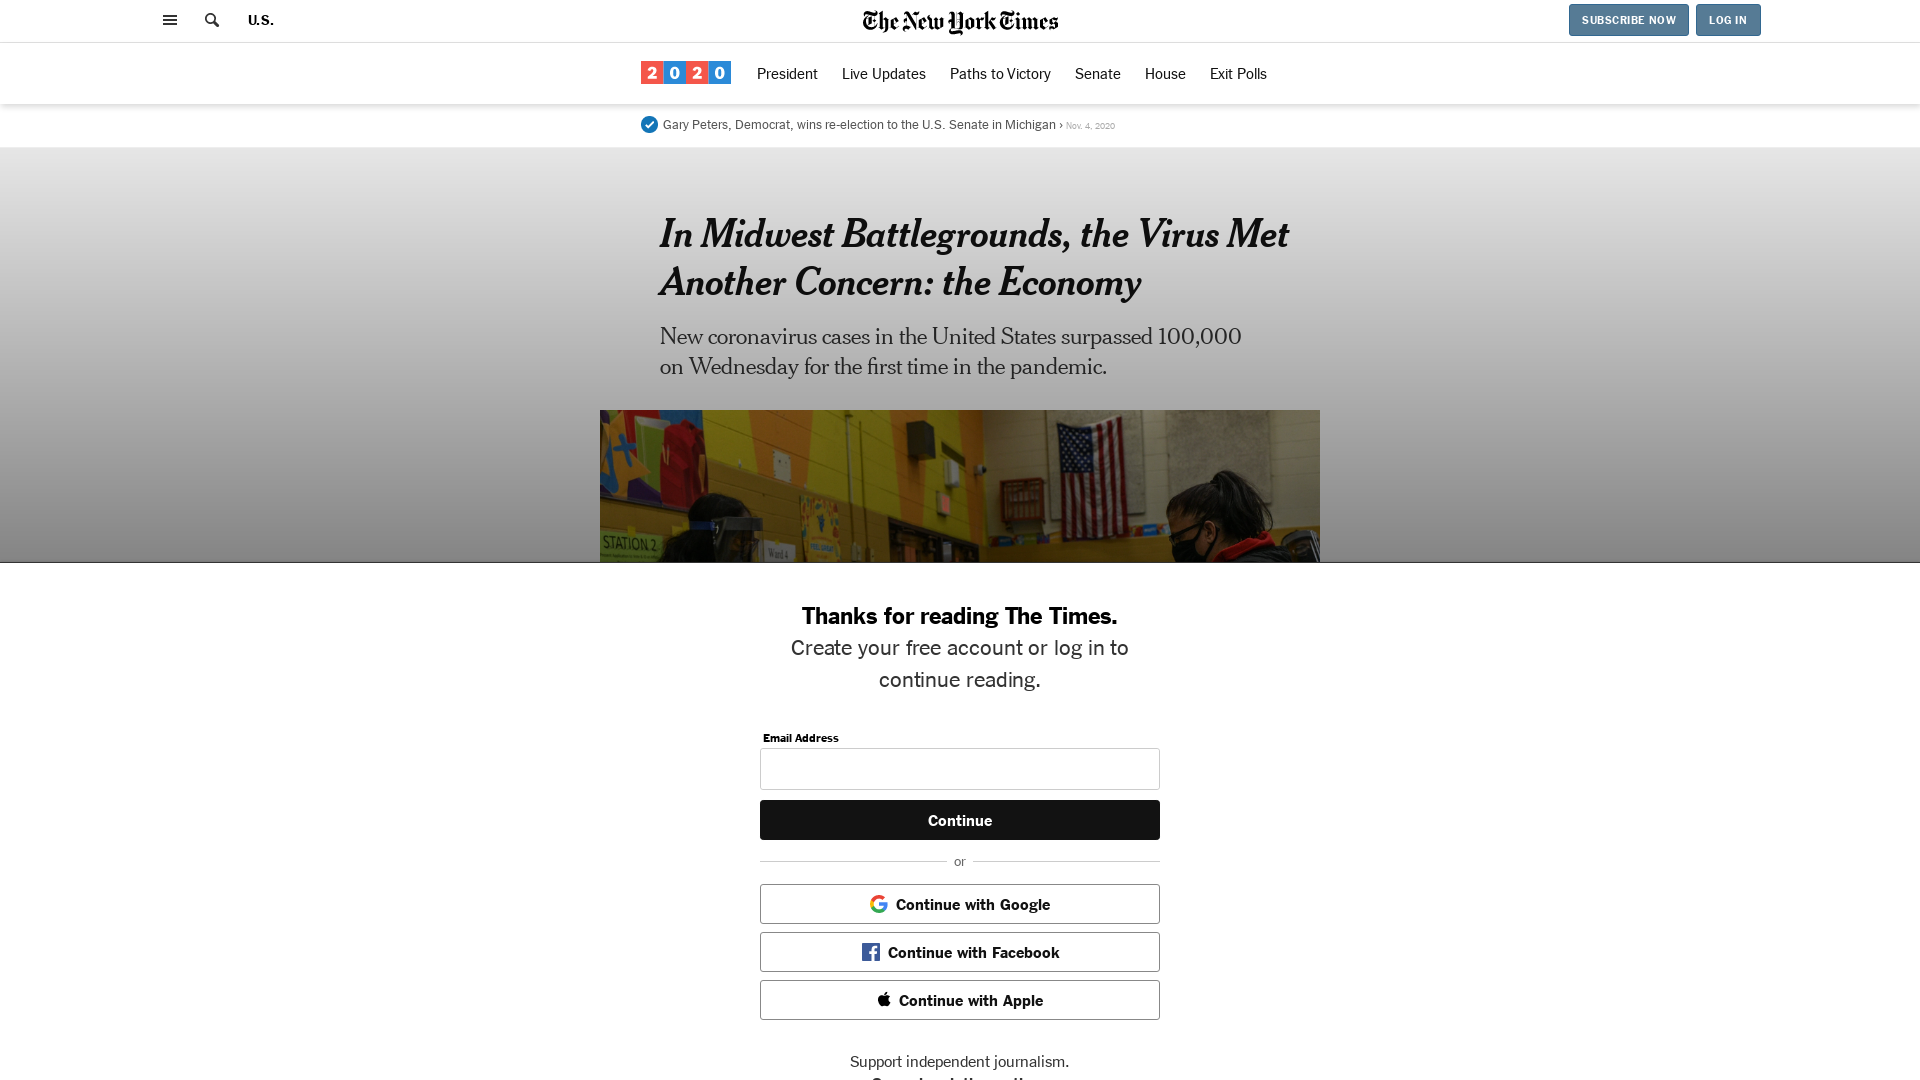 U.S.
The New York Times
SUBSCRIBE NOW
LOG IN
2020
President
Live Updates
Paths to Victory
Senate
House
Exit Polls
Gary Peters, Democrat, wins re-election to the U.S. Senate in Michigan › Nov. 4, 2020
In Midwest Battlegrounds, the Virus Met
Another Concern: the Economy
New coronavirus cases in the United States surpassed 100,000
on Wednesday for the first time in the pandemic.
STATION 2
Ward 4
Thanks for reading The Times.
Create your free account or log in to
continue reading.
Email Address
Continue
or
Continue with Google
Continue with Facebook
Continue with Apple
Support independent journalism.